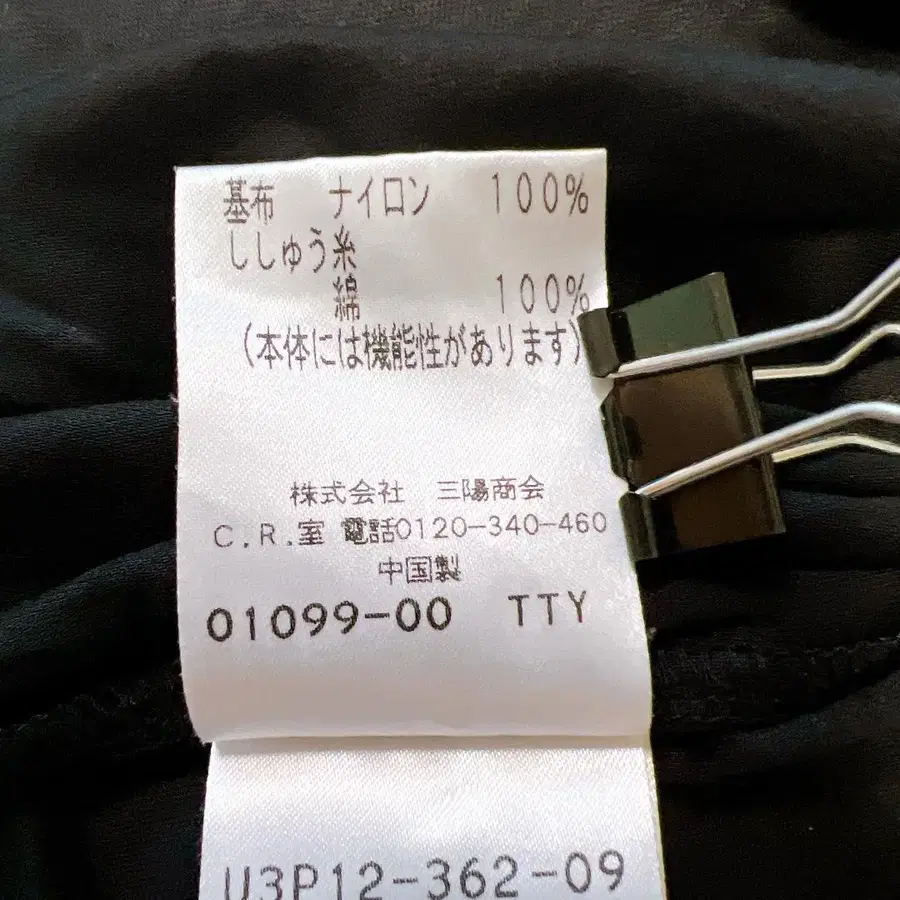 基布 ナイロン 100%
ししゅう糸
綿 100%
(本体には機能性があります)
株式会社 三陽商会
C.R.室 電話0120-340-460
中国製
01099-00 TTY
U3P12-362-09